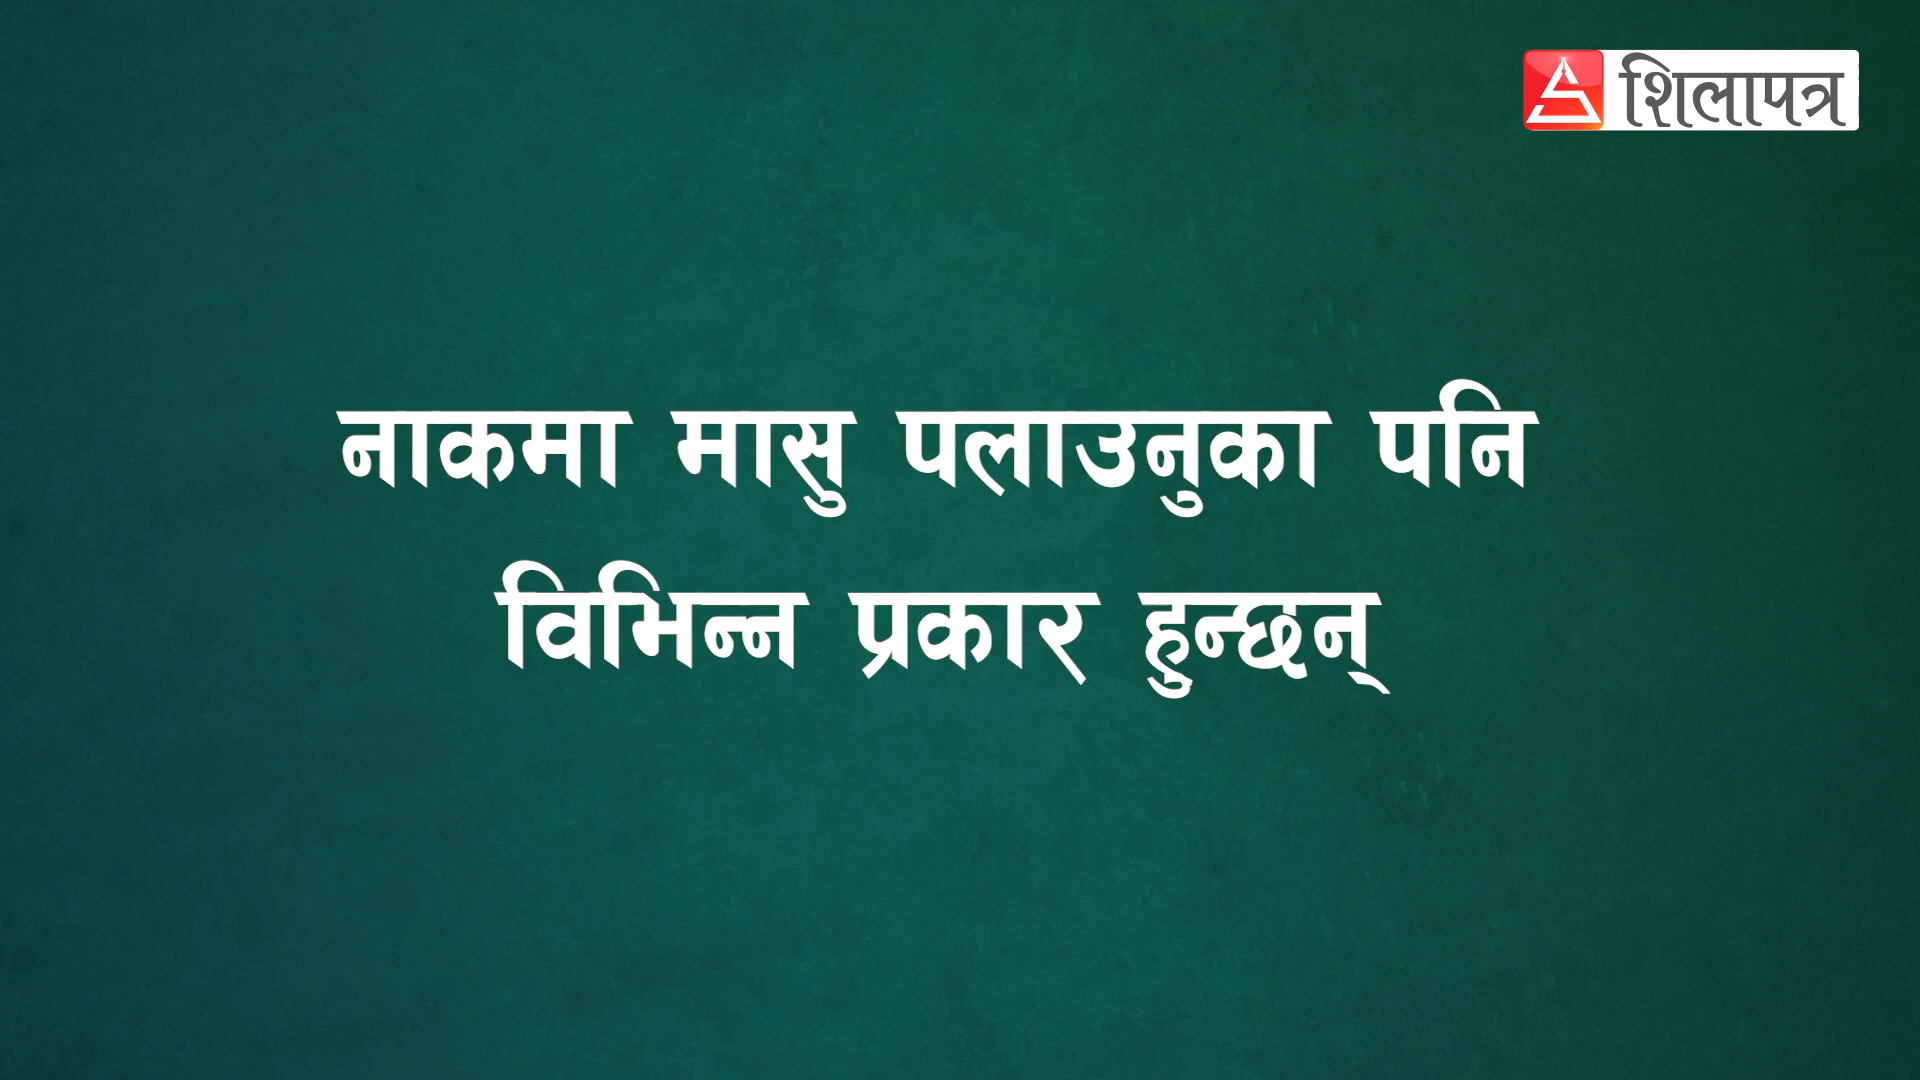 शिलापत्र
नाकमा मासु पलाउनुका पनि
विभिन्न प्रकार हुन्छन्